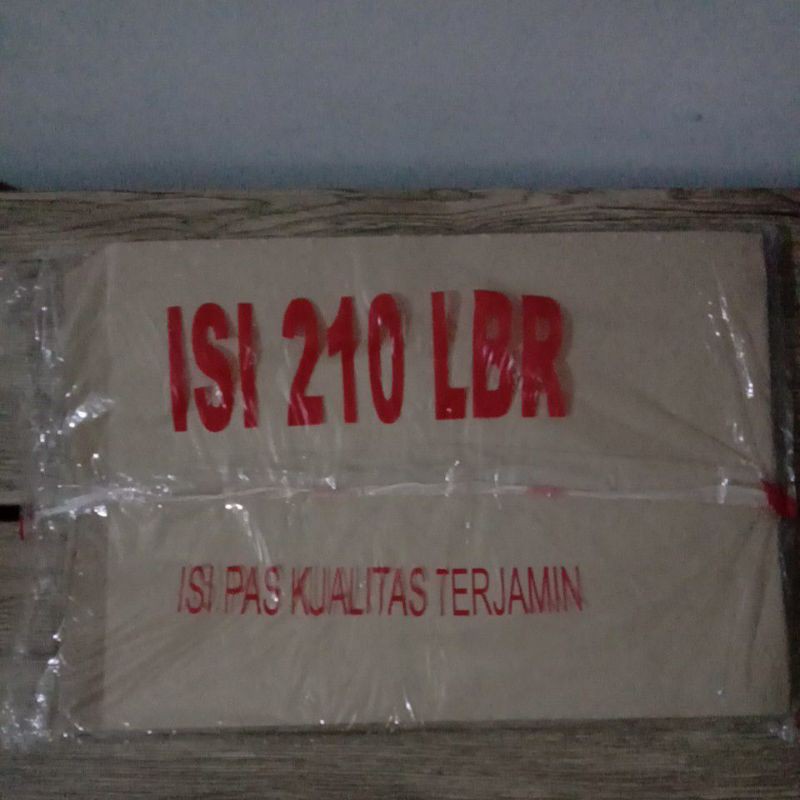 ISI 210 LBR
ISI PAS KUALITAS TERJAMIN